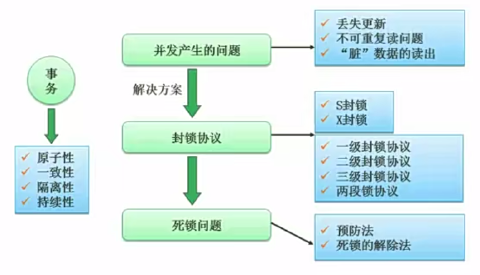 事
务
原子性
一致性
隔离性
持续性
并发产生的问题
丢失更新
不可重复读问题
“脏”数据的读出
解决方案
封锁协议
S封锁
X封锁
一级封锁协议
二级封锁协议
三级封锁协议
两段锁协议
死锁问题
预防法
死锁的解除法